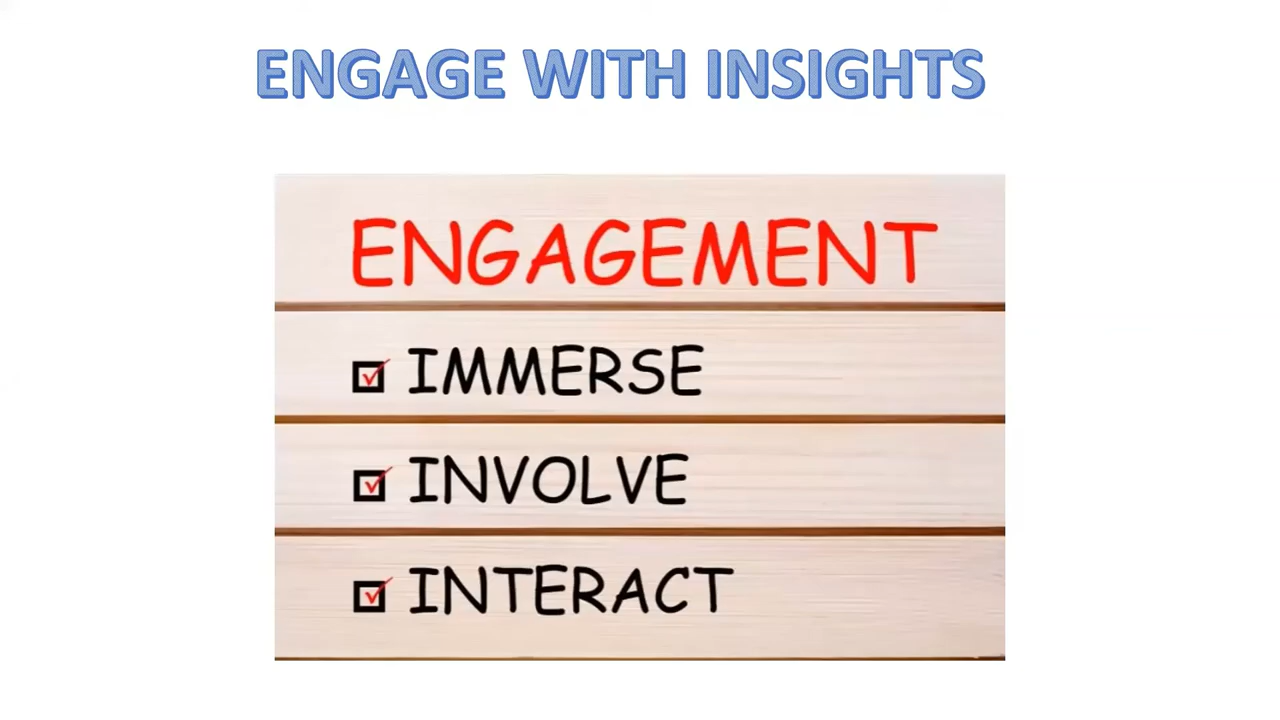 ENGAGE WITH INSIGHTS
ENGAGEMENT
IMMERSE
INVOLVE
INTERACT